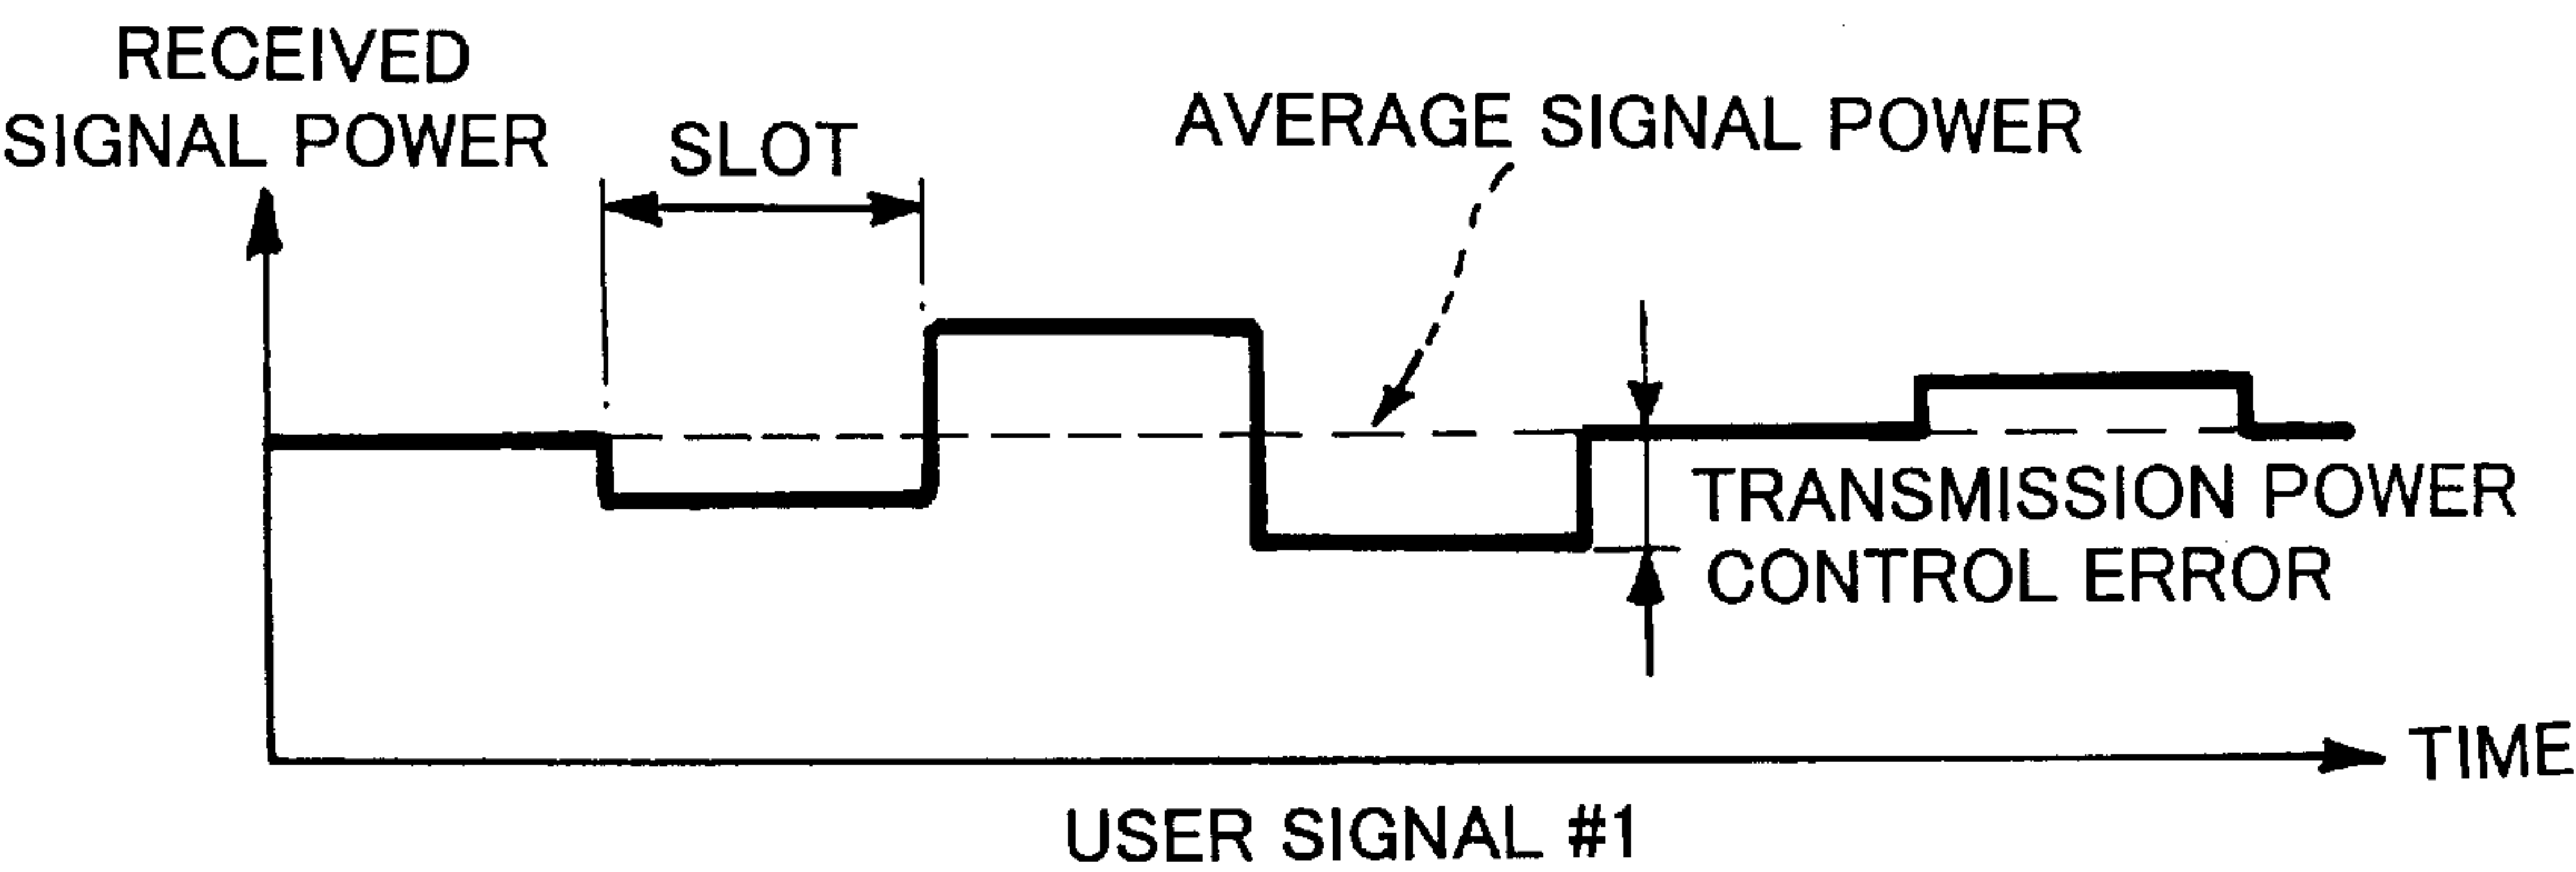 RECEIVED
SIGNAL POWER
SLOT
AVERAGE SIGNAL POWER
TRANSMISSION POWER
CONTROL ERROR
TIME
USER SIGNAL #1